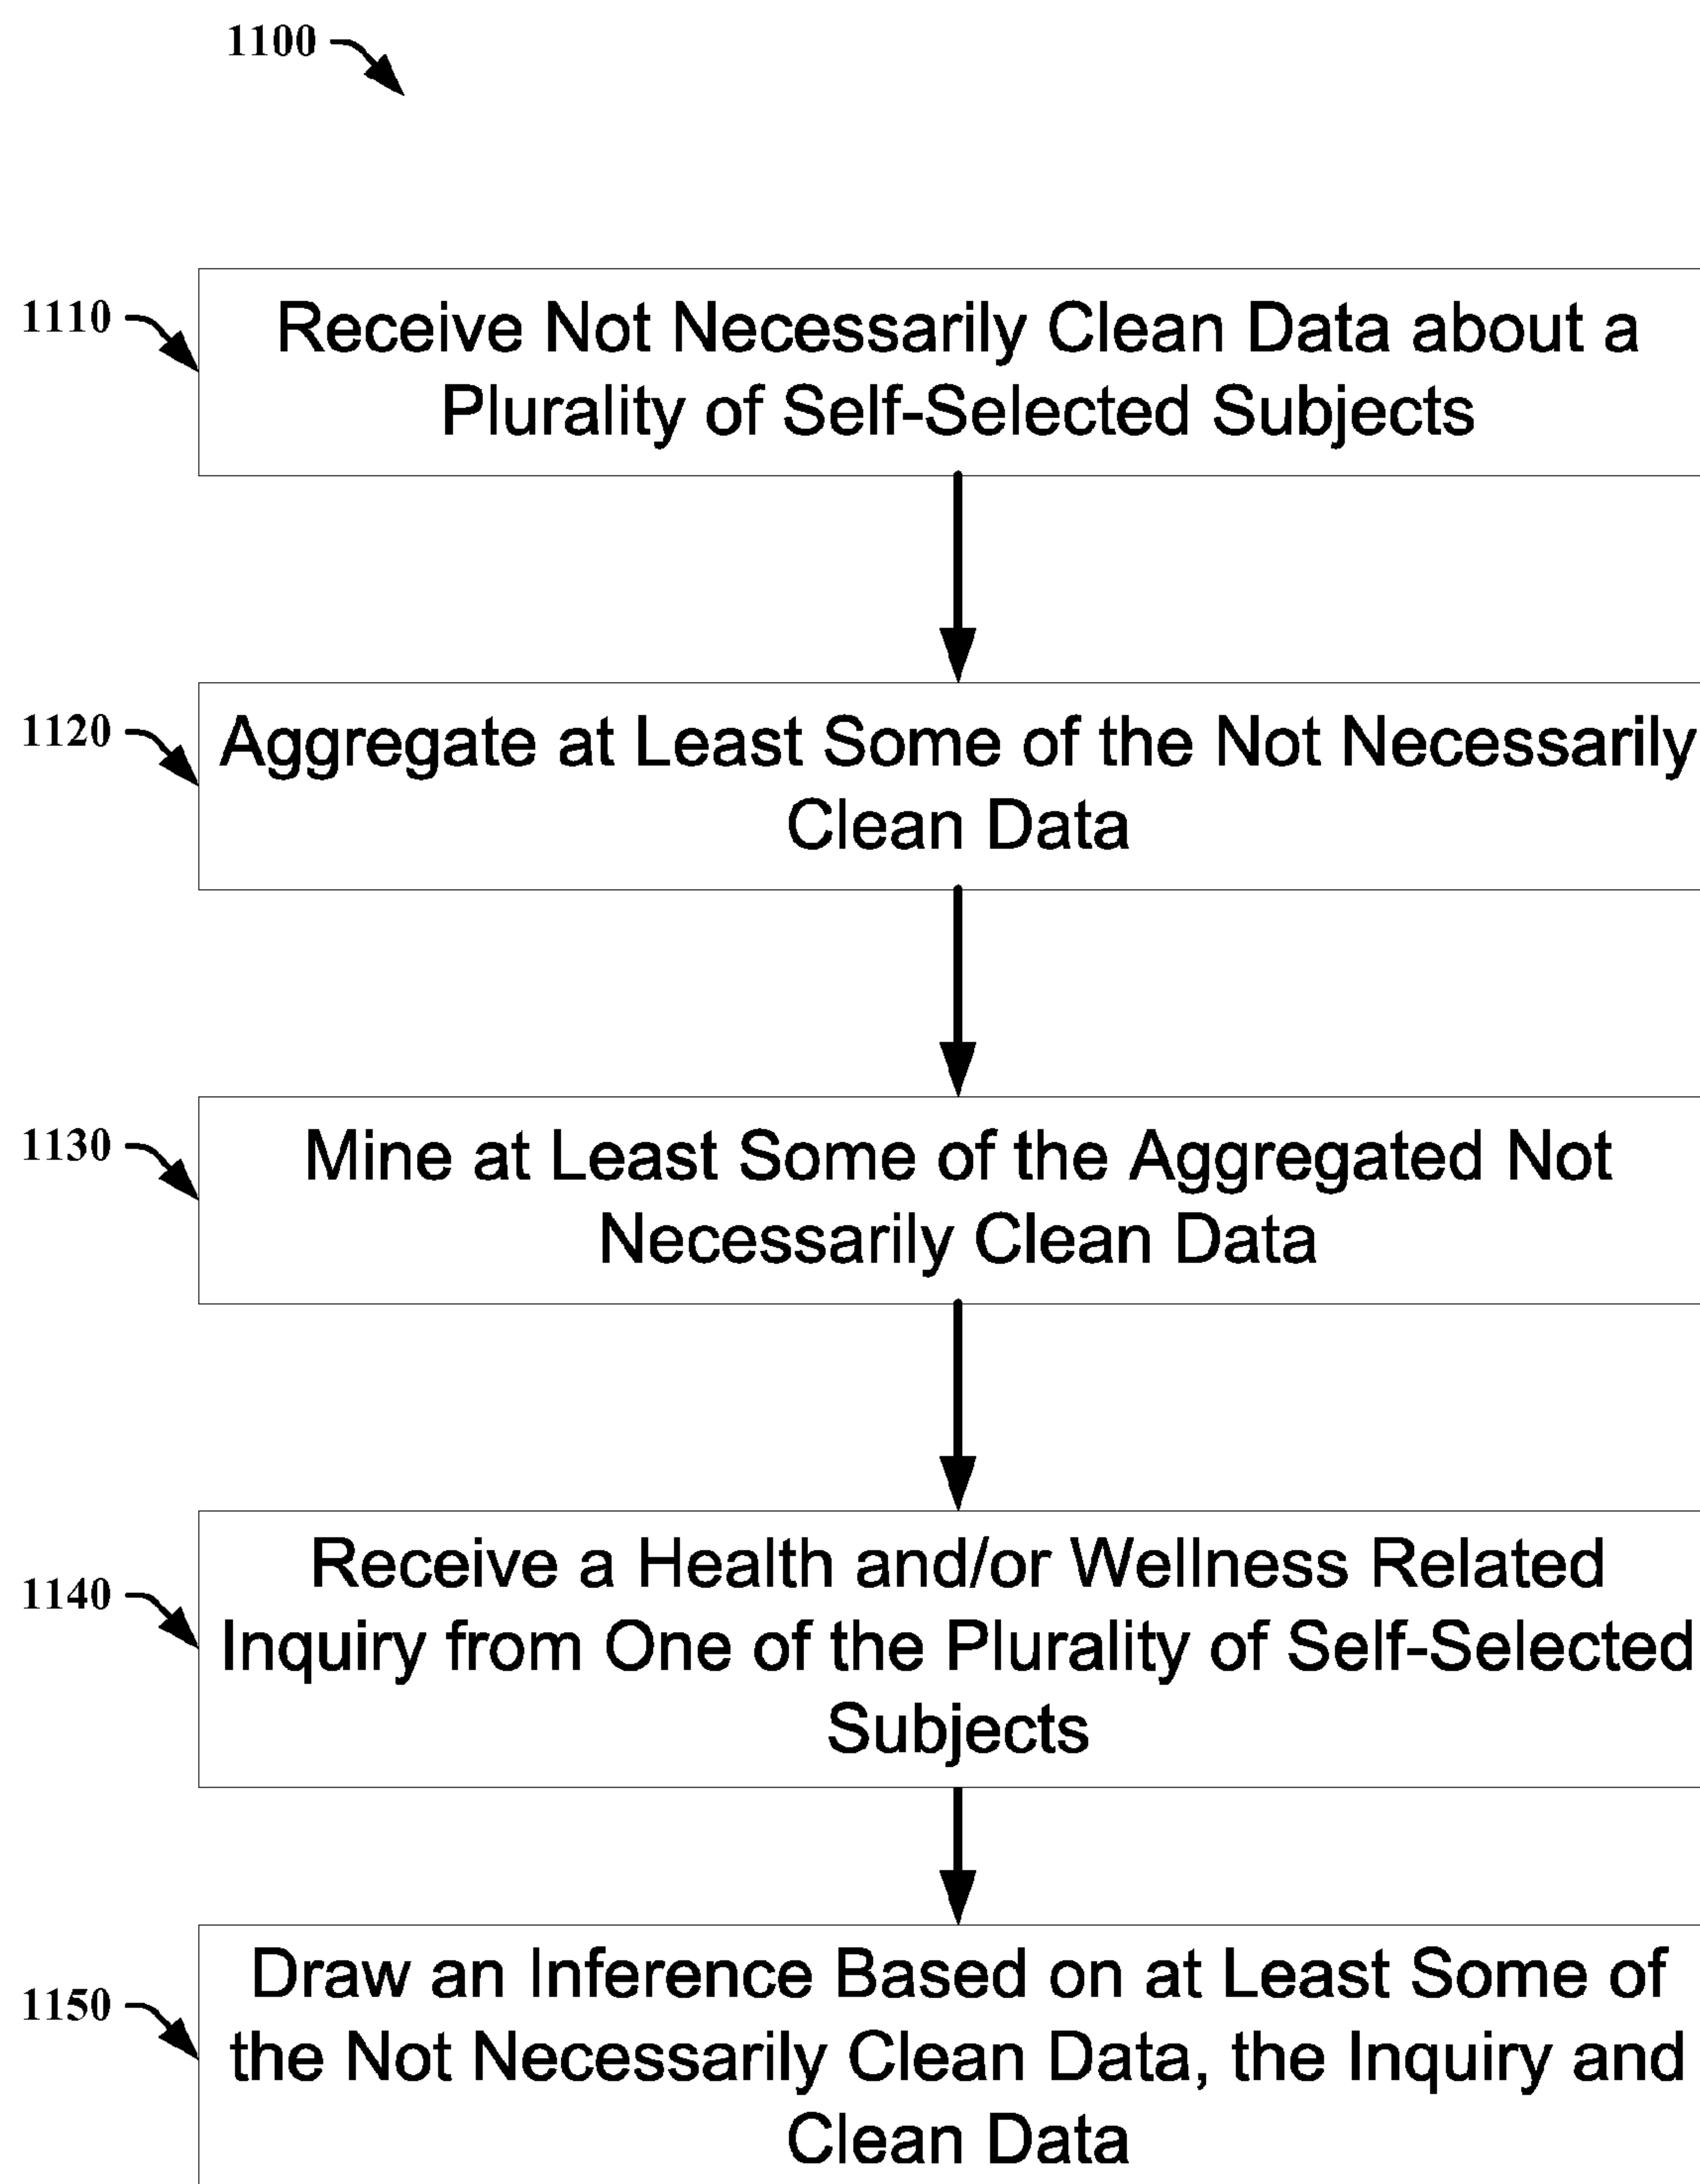 1100
1110
Receive Not Necessarily Clean Data about a
Plurality of Self-Selected Subjects
1120
Aggregate at Least Some of the Not Necessarily
Clean Data
1130
Mine at Least Some of the Aggregated Not
Necessarily Clean Data
1140
Receive a Health and/or Wellness Related
Inquiry from One of the Plurality of Self-Selected
Subjects
1150
Draw an Inference Based on at Least Some of
the Not Necessarily Clean Data, the Inquiry and
Clean Data